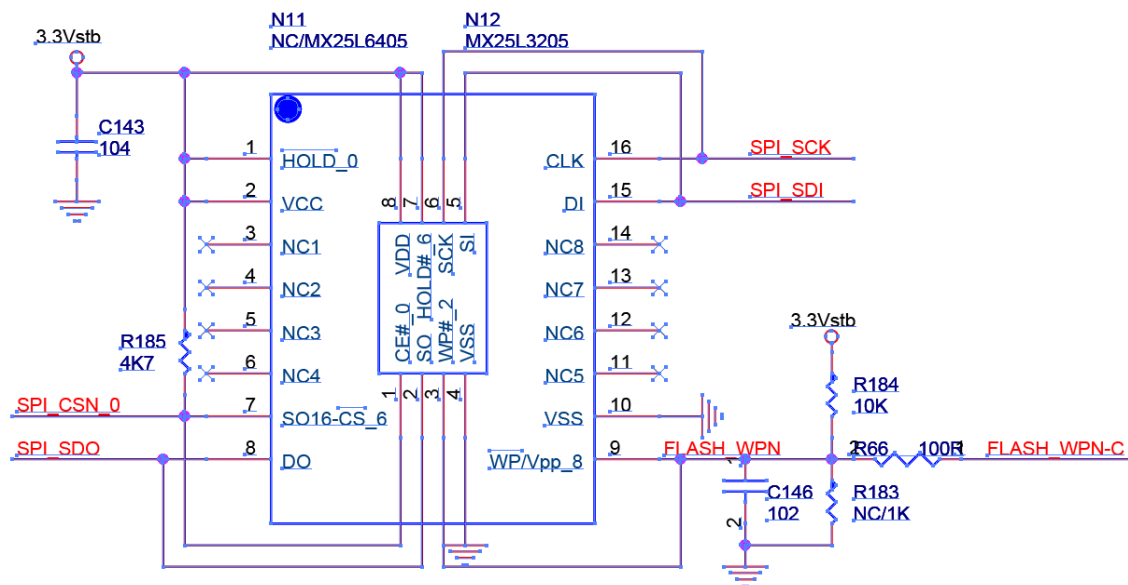 N11
NC/MX25L6405
N12
MX25L3205
3.3Vstb
C143
104
1
HOLD_0
16
CLK
SPI_SCK
2
VCC
15
DI
SPI_SDI
8
7
6
5
VDD
HOLD#_6
SCK
SI
3
NC1
14
NC8
4
NC2
13
NC7
5
NC3
12
NC6
6
NC4
11
NC5
CE#_0
SO
WP#_2
VSS
1
2
3
4
R185
4K7
3.3Vstb
R184
10K
SPI_CSN_0
7
SO16-CS_6
10
VSS
SPI_SDO
8
DO
9
WP/Vpp_8
FLASH_WPN
2
R66
100R
1
FLASH_WPN-C
1
C146
102
2
R183
NC/1K